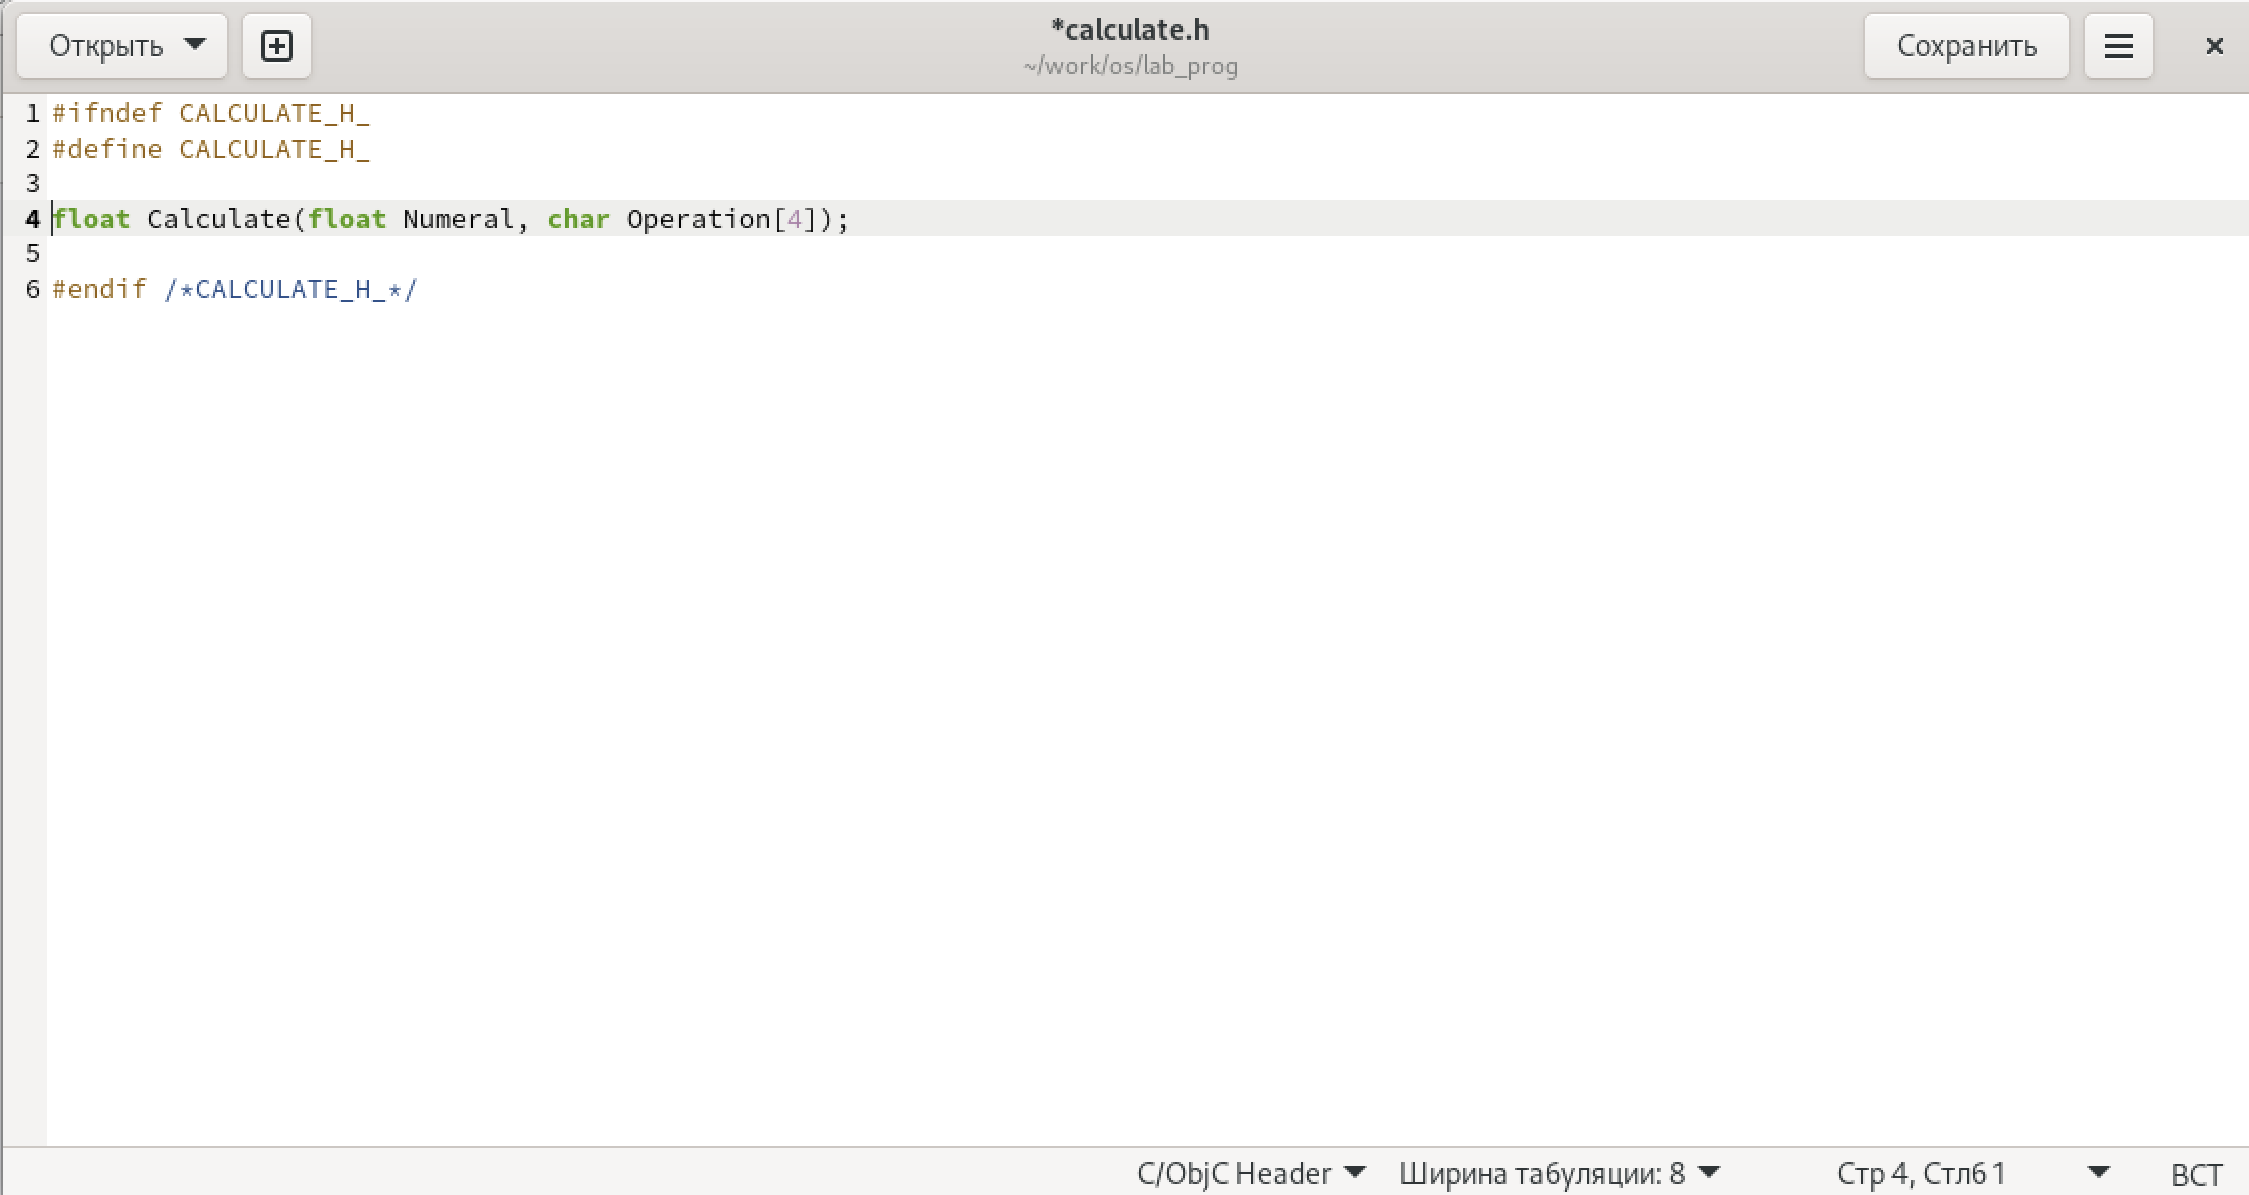 Открыть
*calculate.h
~/work/os/lab_prog
Сохранить
1 #ifndef CALCULATE_H_
2 #define CALCULATE_H_
3
4 float Calculate(float Numeral, char Operation[4]);
5
6 #endif /*CALCULATE_H_*/
C/ObjC Header Ширина табуляции: 8 Стр 4, Стлб 1 ВСТ